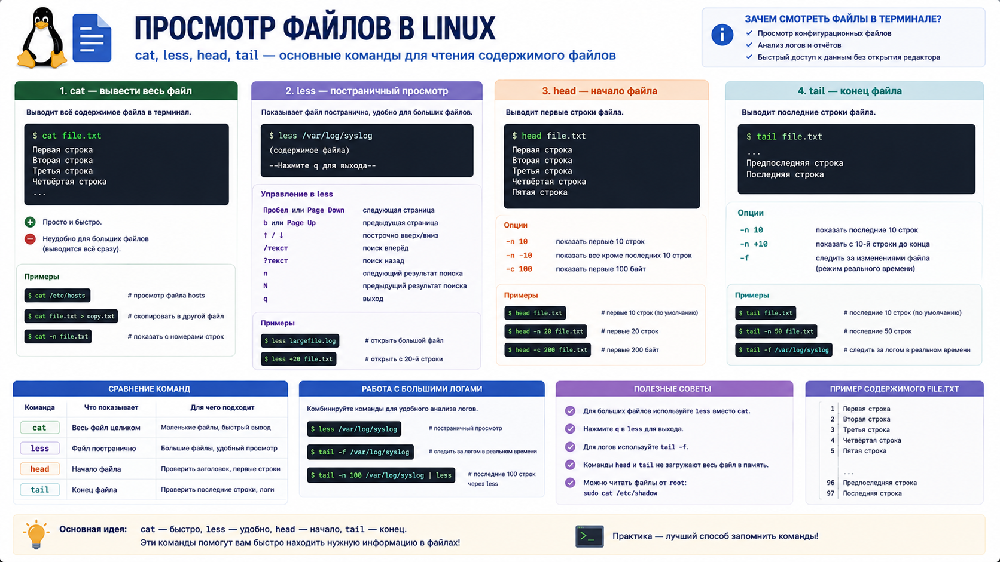 ПРОСМОТР ФАЙЛОВ В LINUX
cat, less, head, tail — основные команды для чтения содержимого файлов
ЗАЧЕМ СМОТРЕТЬ ФАЙЛЫ В ТЕРМИНАЛЕ?
Просмотр конфигурационных файлов
Анализ логов и отчётов
Быстрый доступ к данным без открытия редактора
1. cat — вывести весь файл
Выводит всё содержимое файла в терминал.
$ cat file.txt
Первая строка
Вторая строка
Третья строка
Четвёртая строка
...
Просто и быстро.
Неудобно для больших файлов
(выводится всё сразу).
Примеры
$ cat /etc/hosts # просмотр файла hosts
$ cat file.txt > copy.txt # скопировать в другой файл
$ cat -n file.txt # показать с номерами строк
2. less — постраничный просмотр
Показывает файл постранично, удобно для больших файлов.
$ less /var/log/syslog
(содержимое файла)
--Нажмите q для выхода--
Управление в less
Пробел или Page Down следующая страница
b или Page Up предыдущая страница
↑ / ↓ построчно вверх/вниз
/текст поиск вперёд
?текст поиск назад
n следующий результат поиска
N предыдущий результат поиска
q выход
Примеры
$ less largefile.log # открыть большой файл
$ less +20 file.txt # открыть с 20-й строки
3. head — начало файла
Выводит первые строки файла.
$ head file.txt
Первая строка
Вторая строка
Третья строка
Четвёртая строка
Пятая строка
Опции
-n 10 показать первые 10 строк
-n -10 показать все кроме последних 10 строк
-c 100 показать первые 100 байт
Примеры
$ head file.txt # первые 10 строк (по умолчанию)
$ head -n 20 file.txt # первые 20 строк
$ head -c 200 file.txt # первые 200 байт
4. tail — конец файла
Выводит последние строки файла.
$ tail file.txt
...
Предпоследняя строка
Последняя строка
Опции
-n 10 показать последние 10 строк
-n +10 показать с 10-й строки до конца
-f следить за изменениями файла
(режим реального времени)
Примеры
$ tail file.txt # последние 10 строк (по умолчанию)
$ tail -n 50 file.txt # последние 50 строк
$ tail -f /var/log/syslog # следить за логом в реальном времени
СРАВНЕНИЕ КОМАНД
Команда Что показывает Для чего подходит
cat Весь файл целиком Маленькие файлы, быстрый вывод
less Файл постранично Большие файлы, удобный просмотр
head Начало файла Проверить заголовок, первые строки
tail Конец файла Проверить последние строки, логи
РАБОТА С БОЛЬШИМИ ЛОГАМИ
Комбинируйте команды для удобного анализа логов.
$ less /var/log/syslog # постраничный просмотр
$ tail -f /var/log/syslog # следить за логом в реальном времени
$ tail -n 100 /var/log/syslog | less # последние 100 строк
через less
ПОЛЕЗНЫЕ СОВЕТЫ
Для больших файлов используйте less вместо cat.
Нажмите q в less для выхода.
Для логов используйте tail -f.
Команды head и tail не загружают весь файл в память.
Можно читать файлы от root:
sudo cat /etc/shadow
ПРИМЕР СОДЕРЖИМОГО FILE.TXT
1 Первая строка
2 Вторая строка
3 Третья строка
4 Четвёртая строка
5 Пятая строка
...
96 Предпоследняя строка
97 Последняя строка
Основная идея: cat — быстро, less — удобно, head — начало, tail — конец.
Эти команды помогут вам быстро находить нужную информацию в файлах!
>_ Практика — лучший способ запомнить команды!